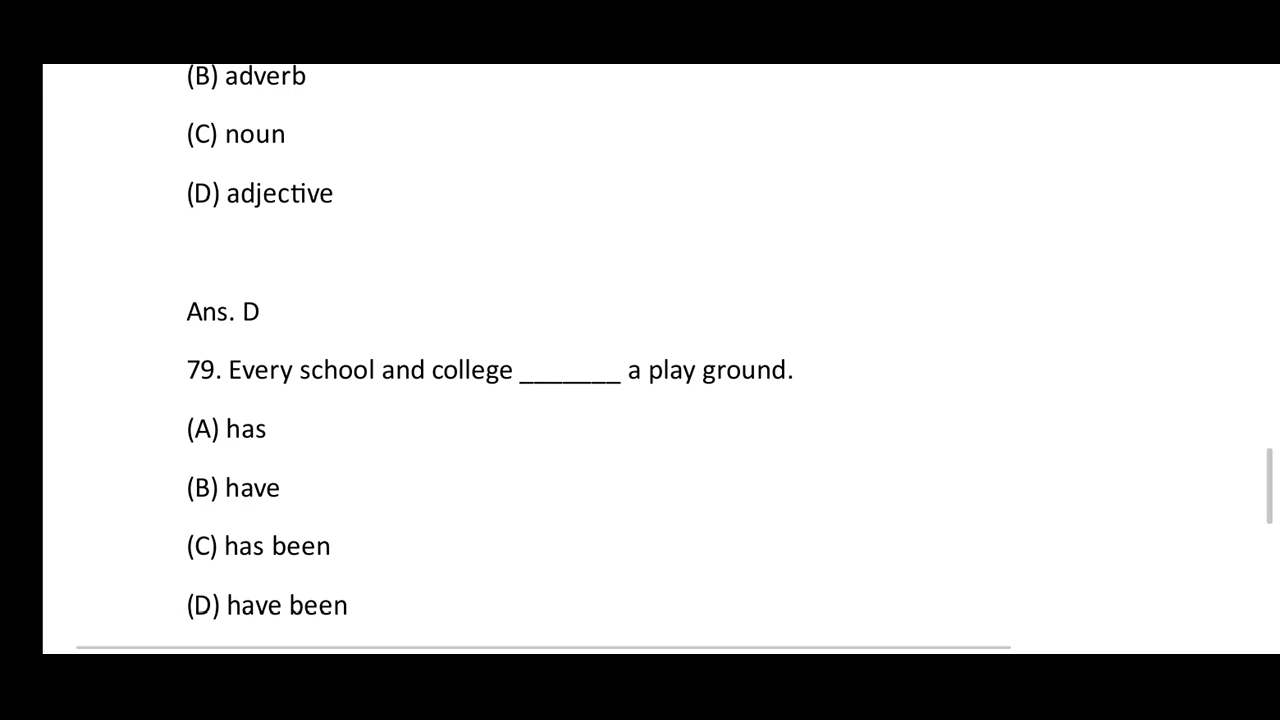 (B) adverb
(C) noun
(D) adjective
Ans. D
79. Every school and college _______ a play ground.
(A) has
(B) have
(C) has been
(D) have been